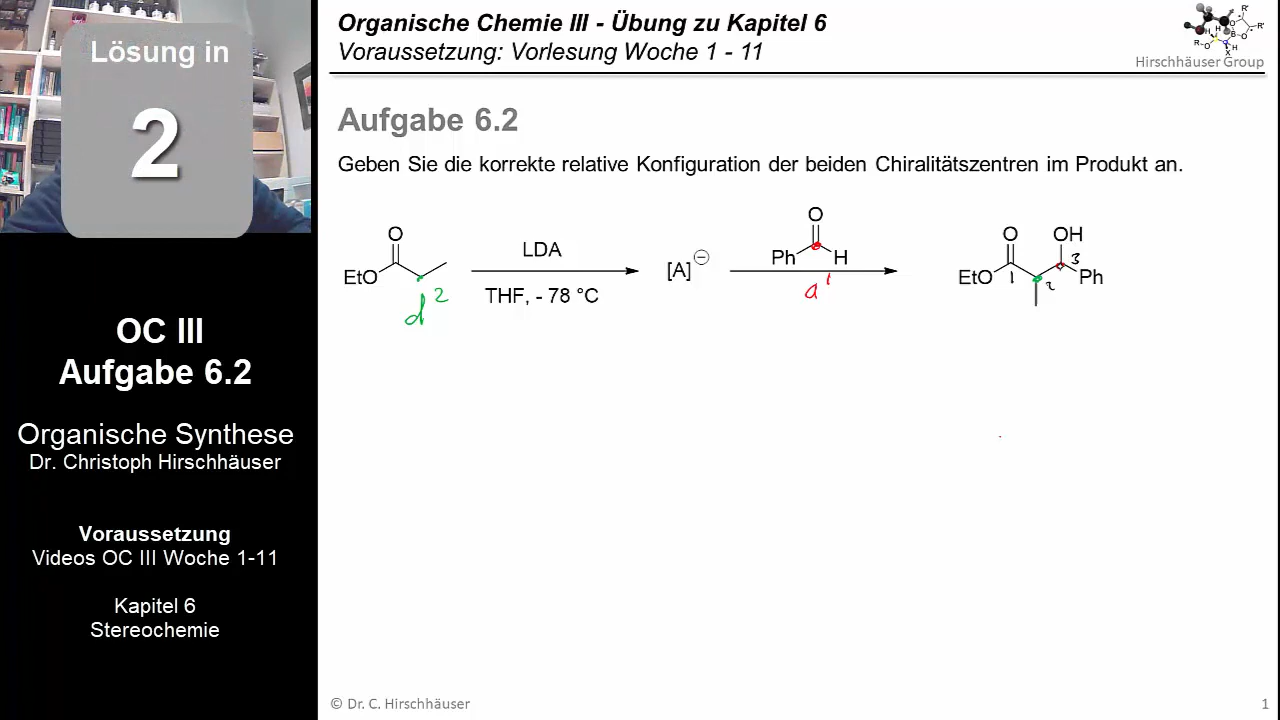 Lösung in
2
OC III
Aufgabe 6.2
Organische Synthese
Dr. Christoph Hirschhäuser
Voraussetzung
Videos OC III Woche 1-11
Kapitel 6
Stereochemie
Organische Chemie III - Übung zu Kapitel 6
Voraussetzung: Vorlesung Woche 1 - 11
R'
R'
R'
B
O
O
R
O
H
H
H
X
Hirschhäuser Group
Aufgabe 6.2
Geben Sie die korrekte relative Konfiguration der beiden Chiralitätszentren im Produkt an.
O
EtO
d 2
LDA
THF, - 78 °C
[A] ⊖
O
Ph H
a 1
O OH
EtO 1 2 3 Ph
© Dr. C. Hirschhäuser
1